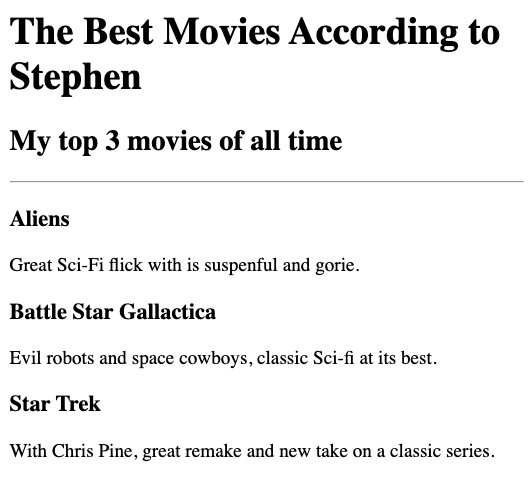 The Best Movies According to
Stephen
My top 3 movies of all time
Aliens
Great Sci-Fi flick with is suspenful and gorie.
Battle Star Gallactica
Evil robots and space cowboys, classic Sci-fi at its best.
Star Trek
With Chris Pine, great remake and new take on a classic series.